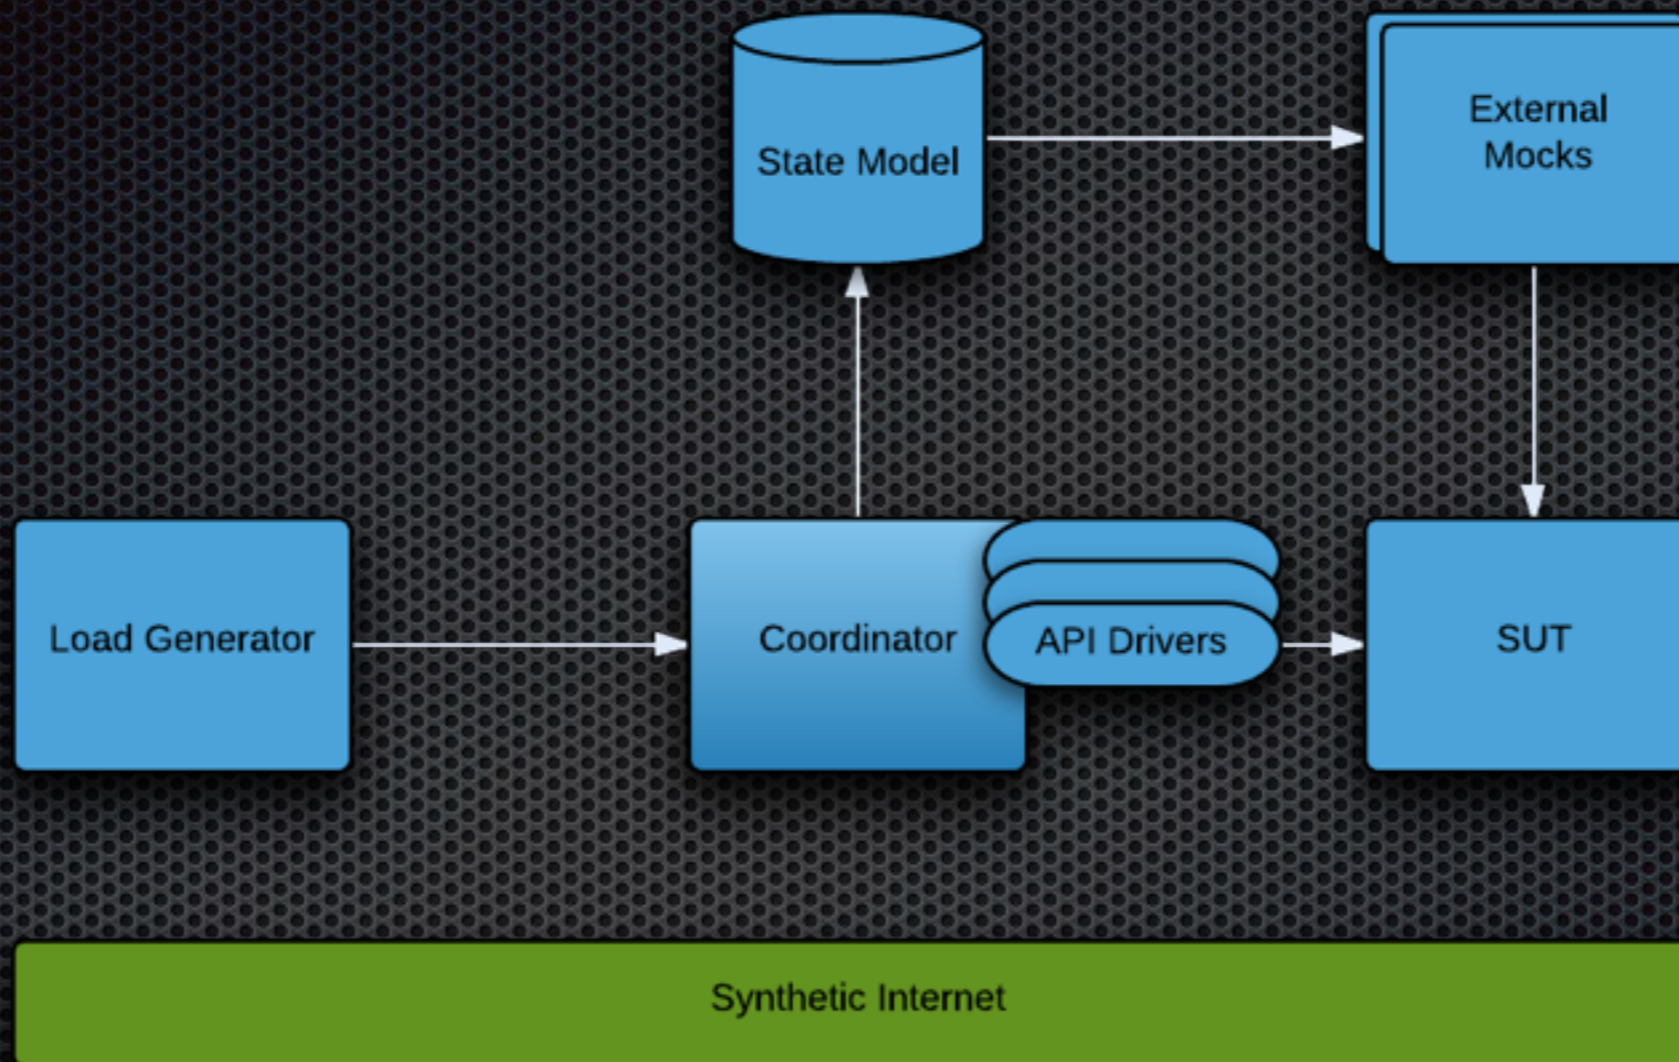 State Model
External
Mocks
Load Generator
Coordinator
API Drivers
SUT
Synthetic Internet